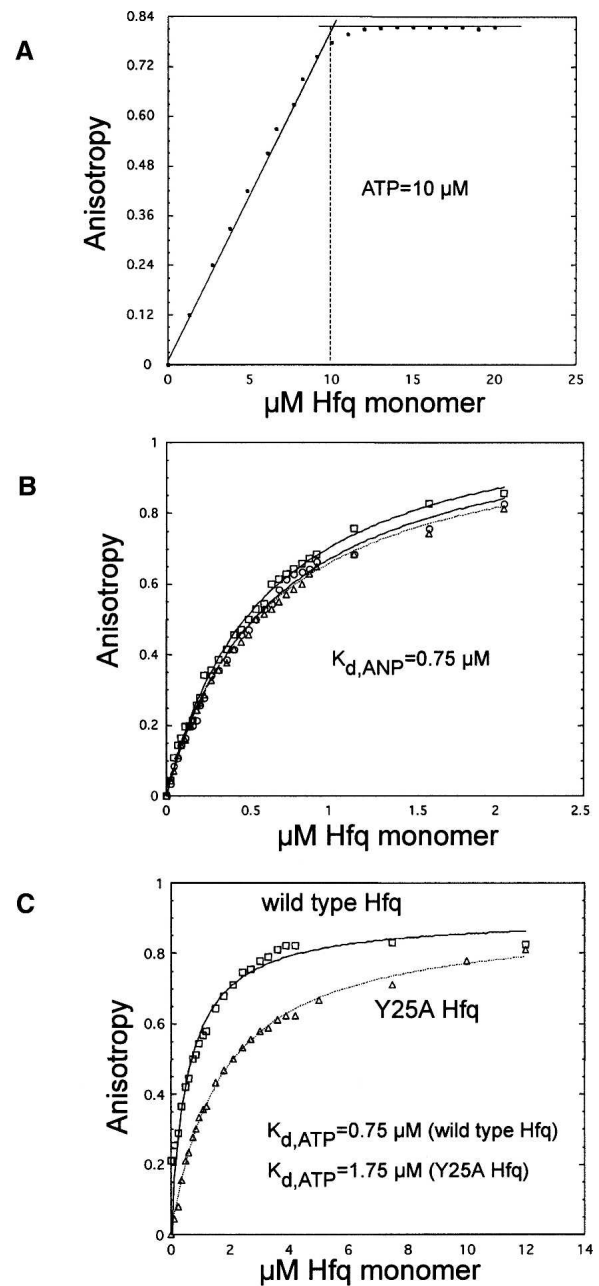 A
0.84
0.72
0.60
0.48
0.36
0.24
0.12
0
Anisotropy
ATP=10 µM
0 5 10 15 20 25
µM Hfq monomer
B
1
0.8
0.6
0.4
0.2
0
Anisotropy
Kd,ANP=0.75 µM
0 0.5 1 1.5 2 2.5
µM Hfq monomer
C
1
0.8
0.6
0.4
0.2
0
Anisotropy
wild type Hfq
Y25A Hfq
Kd,ATP=0.75 µM (wild type Hfq)
Kd,ATP=1.75 µM (Y25A Hfq)
0 2 4 6 8 10 12 14
µM Hfq monomer